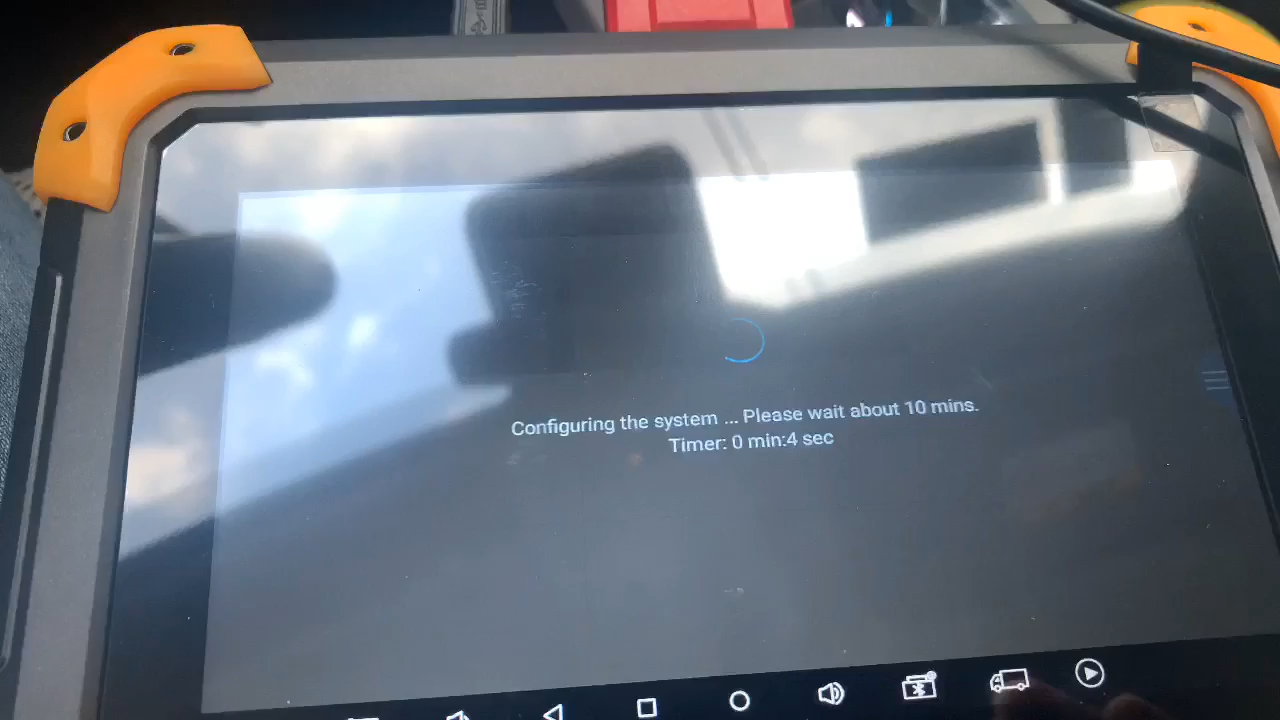 Configuring the system ... Please wait about 10 mins.
Timer: 0 min:4 sec